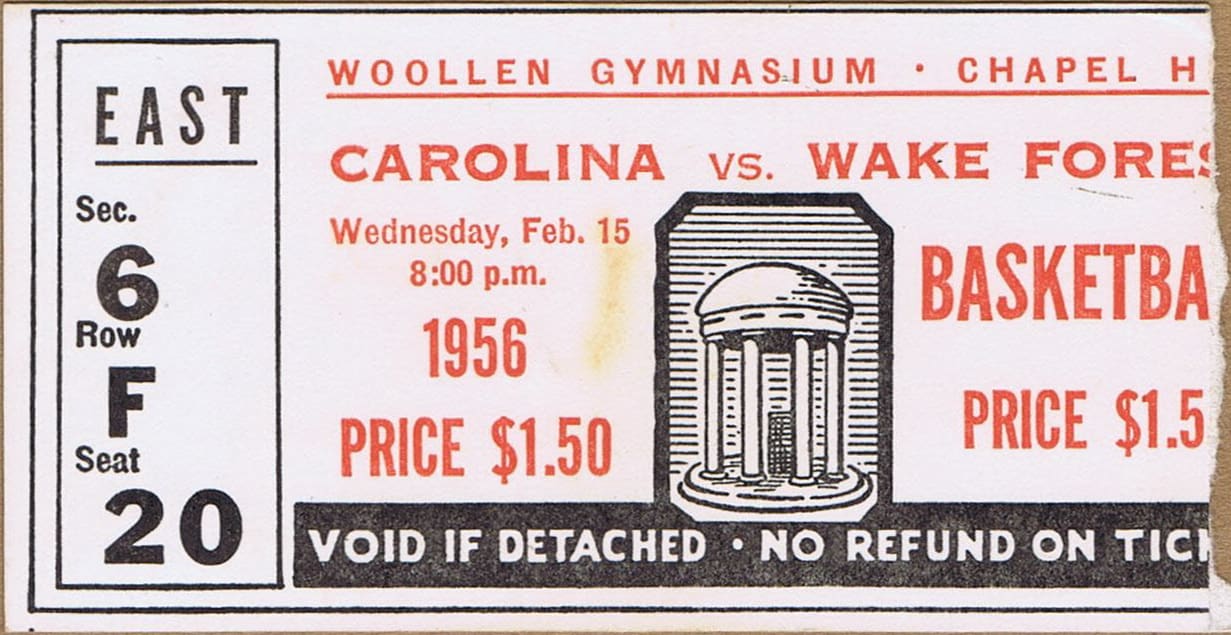 EAST
Sec.
6
Row
F
Seat
20
WOOLLEN GYMNASIUM · CHAPEL H
CAROLINA VS. WAKE FORES
Wednesday, Feb. 15
8:00 p.m.
1956
PRICE $1.50
BASKETBA
PRICE $1.5
VOID IF DETACHED · NO REFUND ON TICK